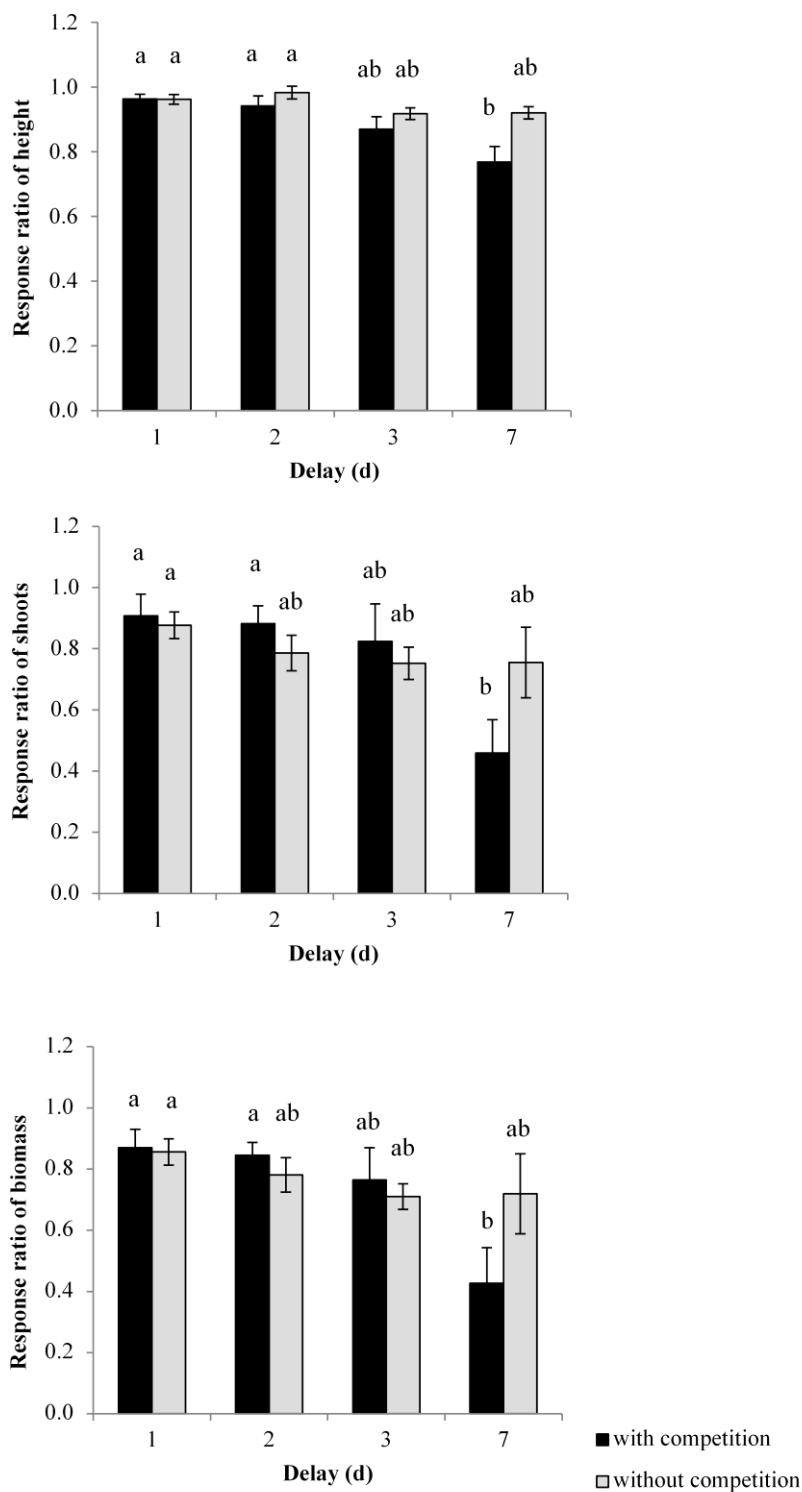 1.2
a a a a ab ab ab
b
1.0
0.8
0.6
0.4
0.2
0.0
Response ratio of height
1 2 3 7
Delay (d)
1.2
a a a ab ab ab ab
b
1.0
0.8
0.6
0.4
0.2
0.0
Response ratio of shoots
1 2 3 7
Delay (d)
1.2
a a a ab ab ab ab
b
1.0
0.8
0.6
0.4
0.2
0.0
Response ratio of biomass
1 2 3 7
Delay (d)
with competition
without competition